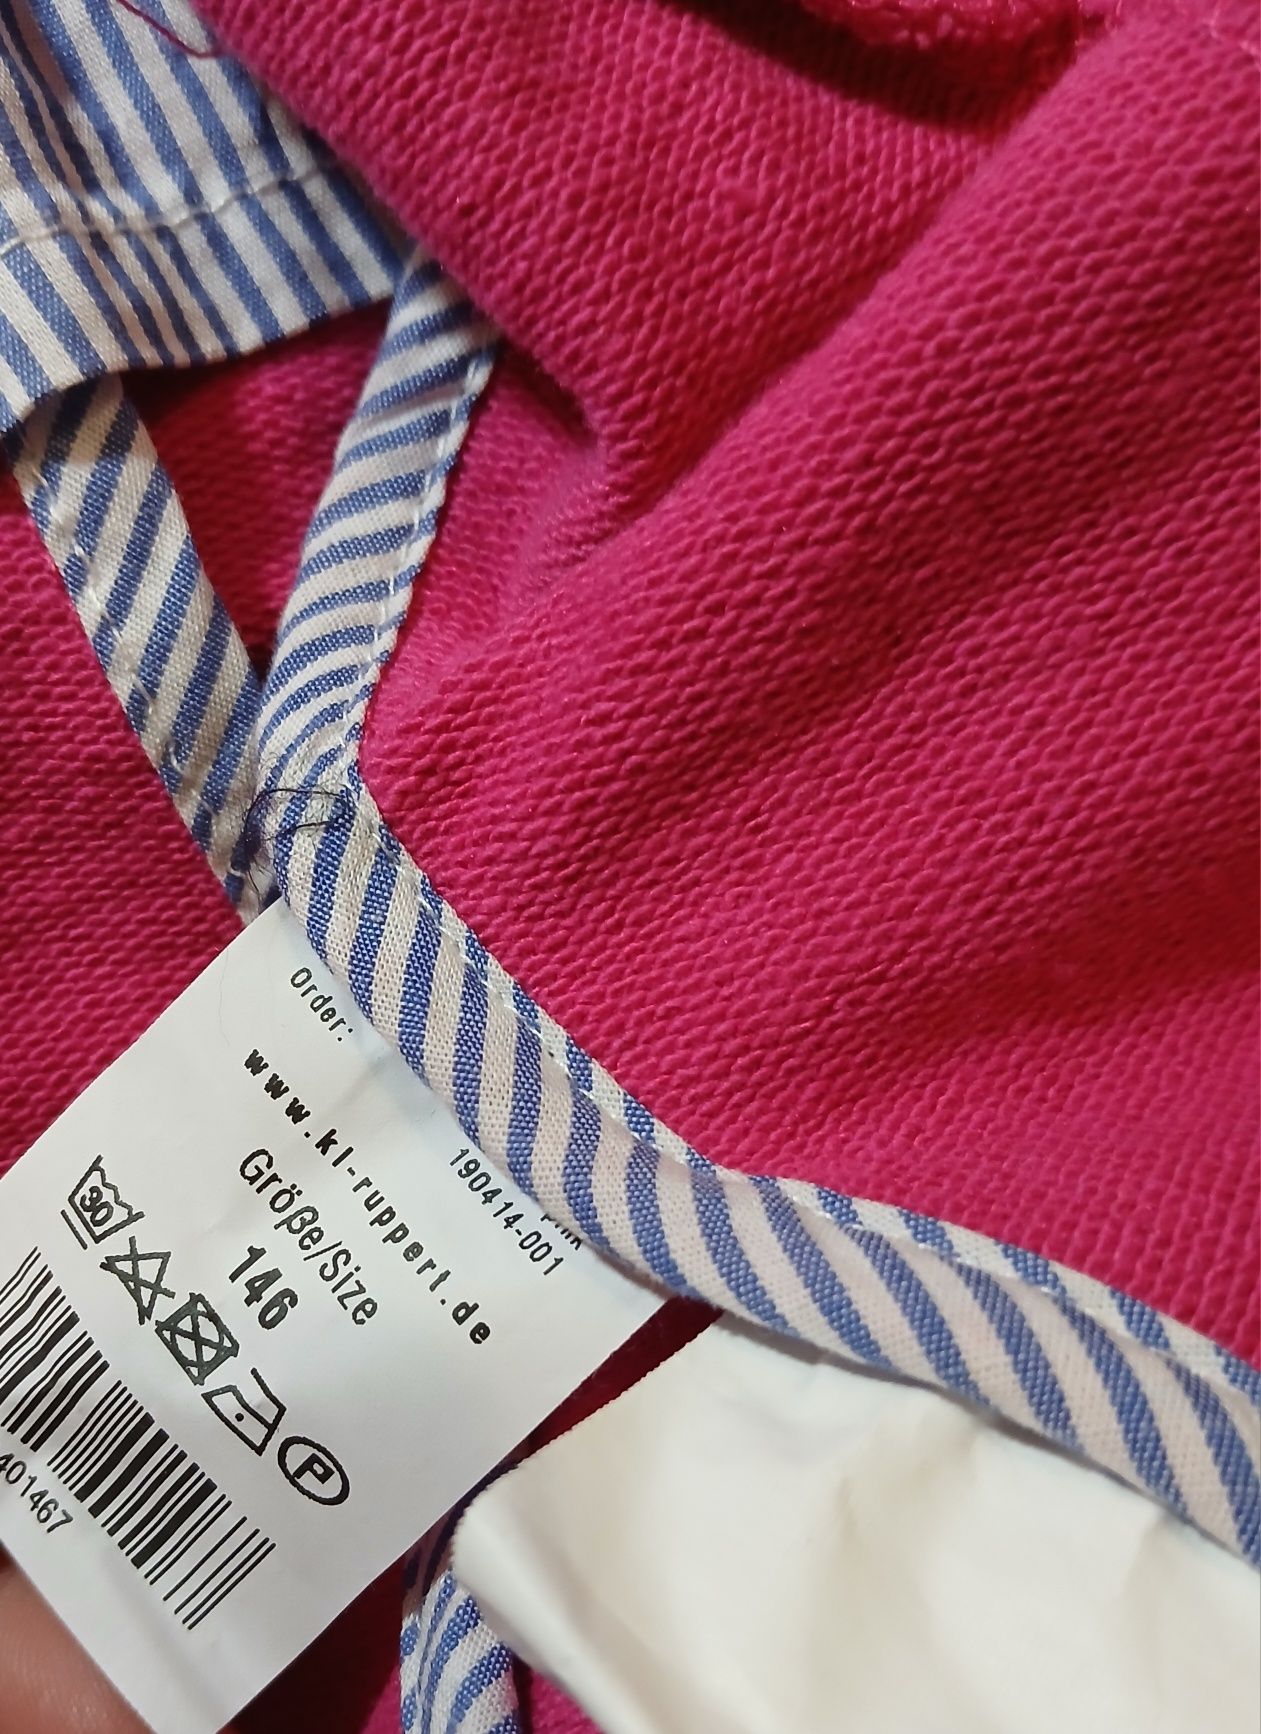 Order:
190414-001
www.kl-ruppert.de
Größe/Size
146
30
P
401467